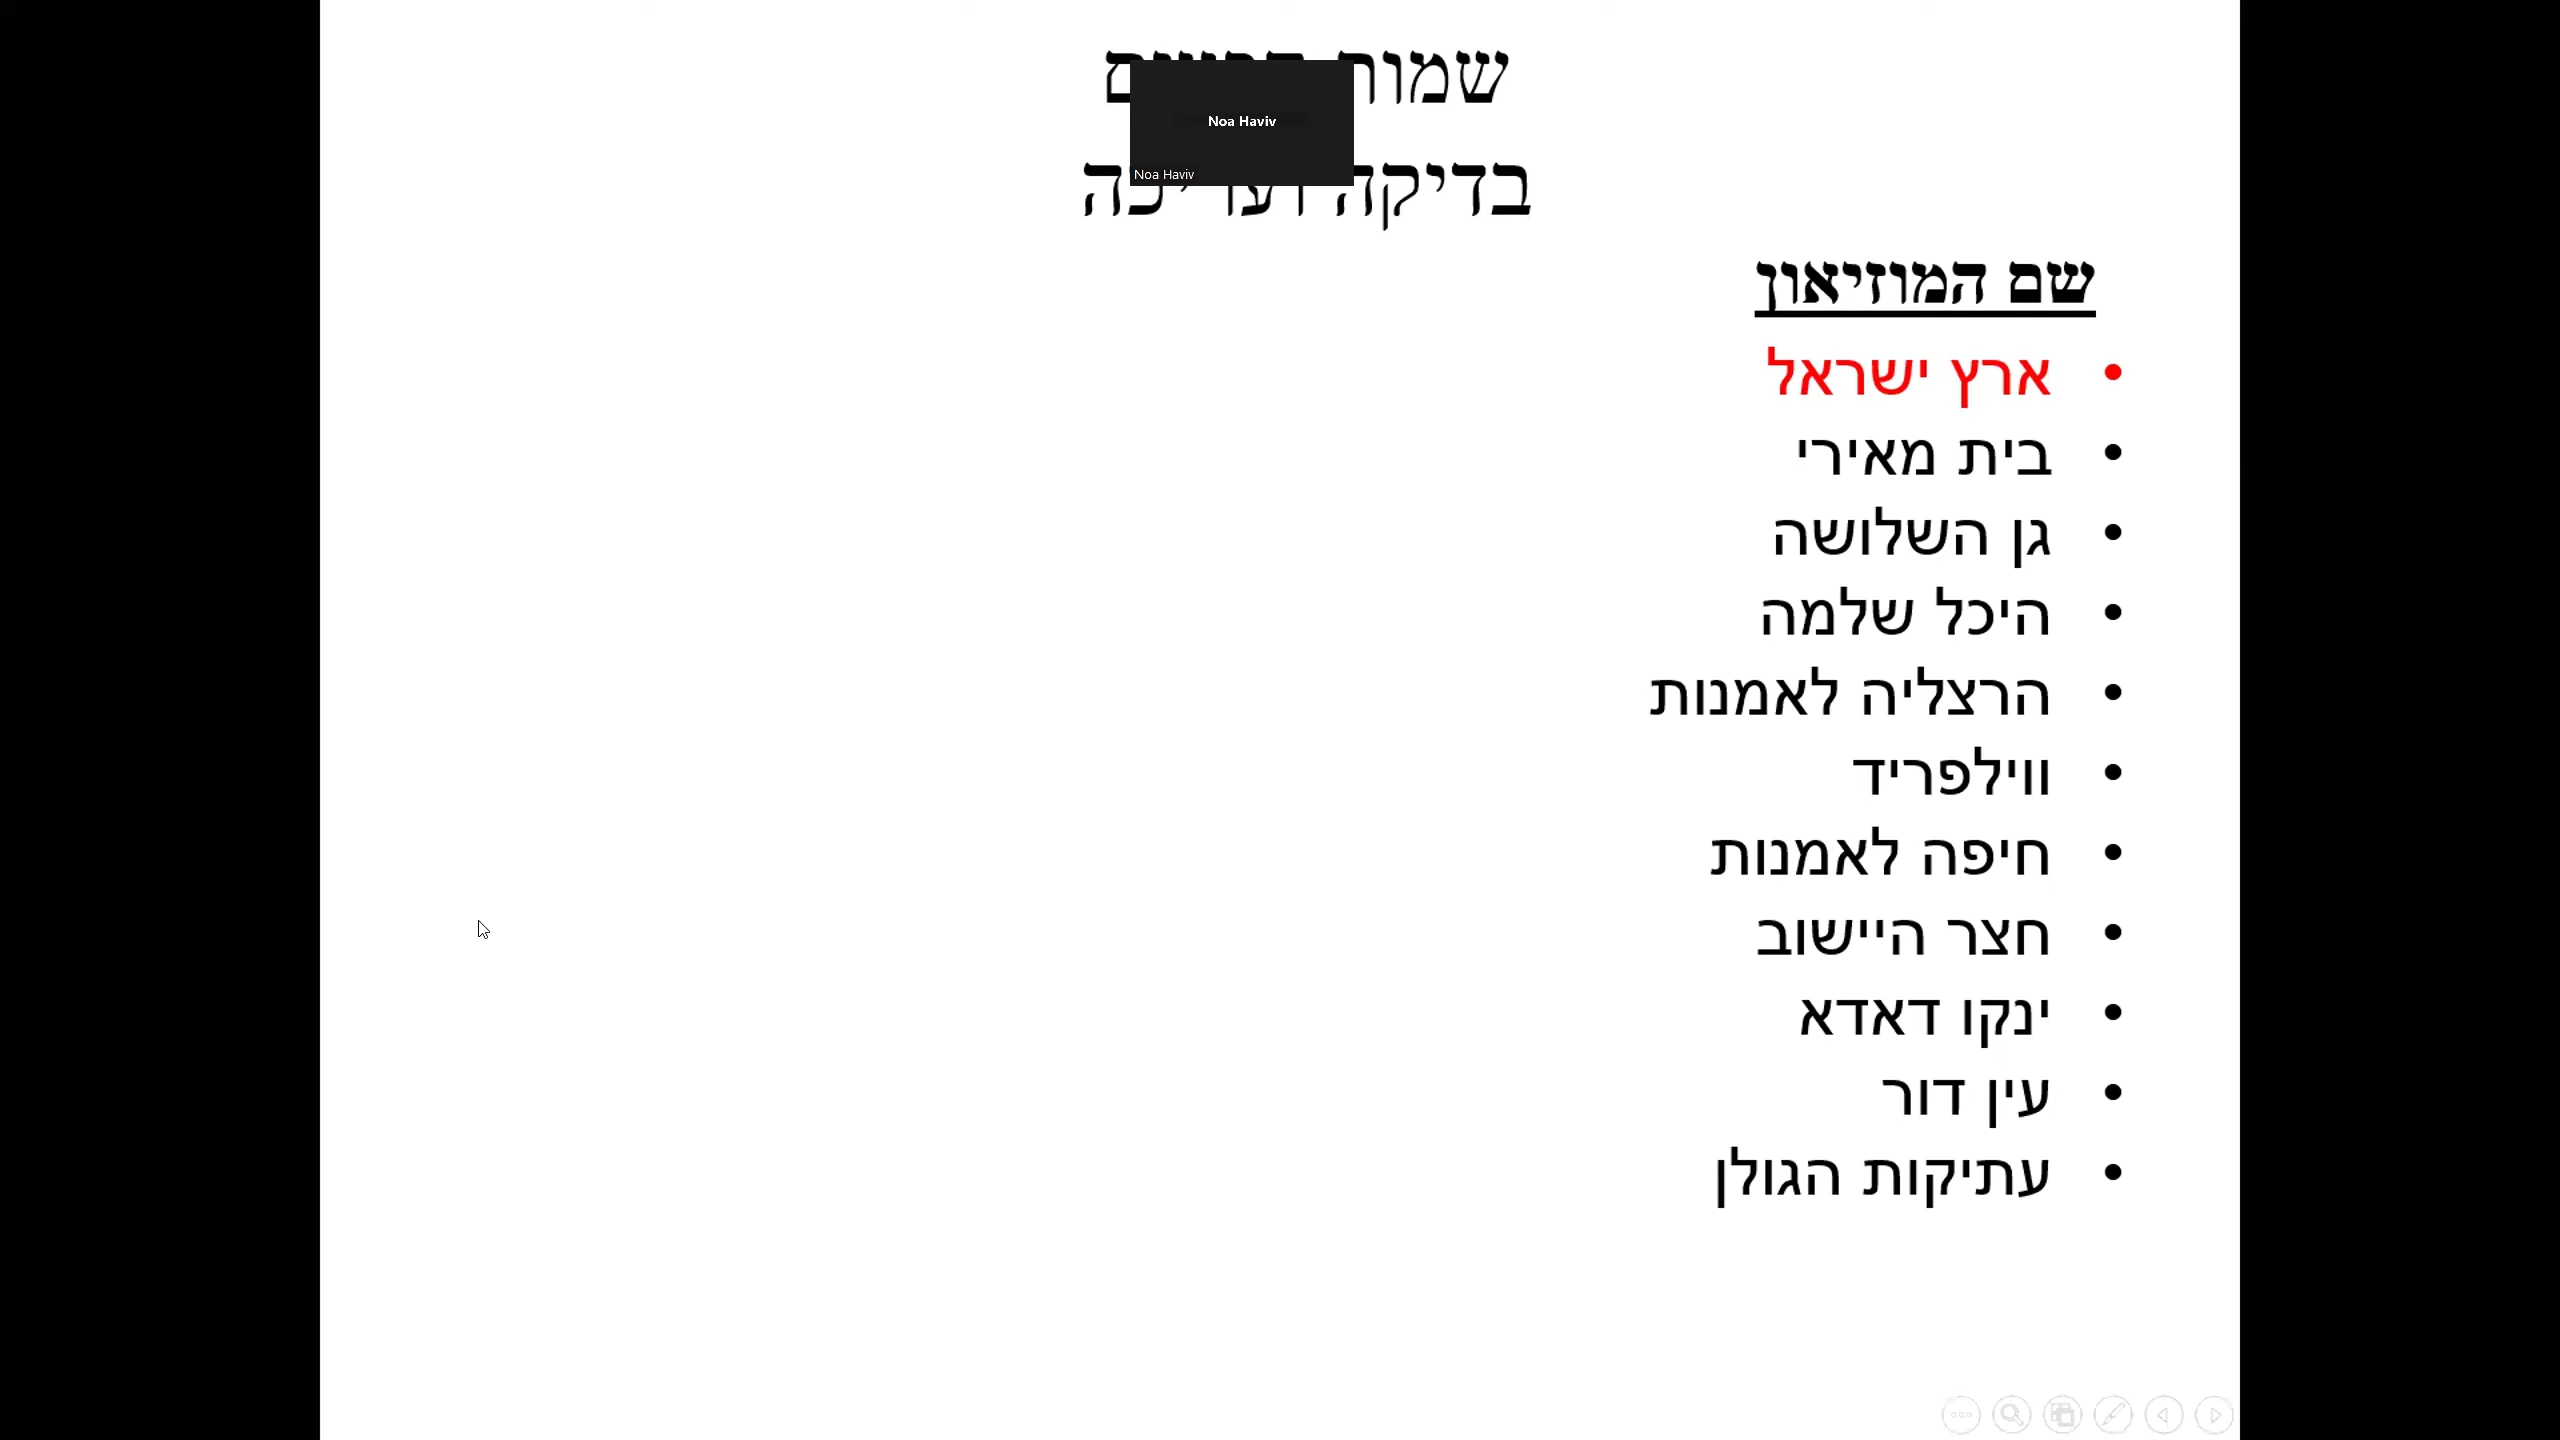 שמות
Noa Haviv
Noa Haviv
בדיקה ועריכה
שם המוזיאון
• ארץ ישראל
• בית מאירי
• גן השלושה
• היכל שלמה
• הרצליה לאמנות
• ווילפריד
• חיפה לאמנות
• חצר היישוב
• ינקו דאדא
• עין דור
• עתיקות הגולן